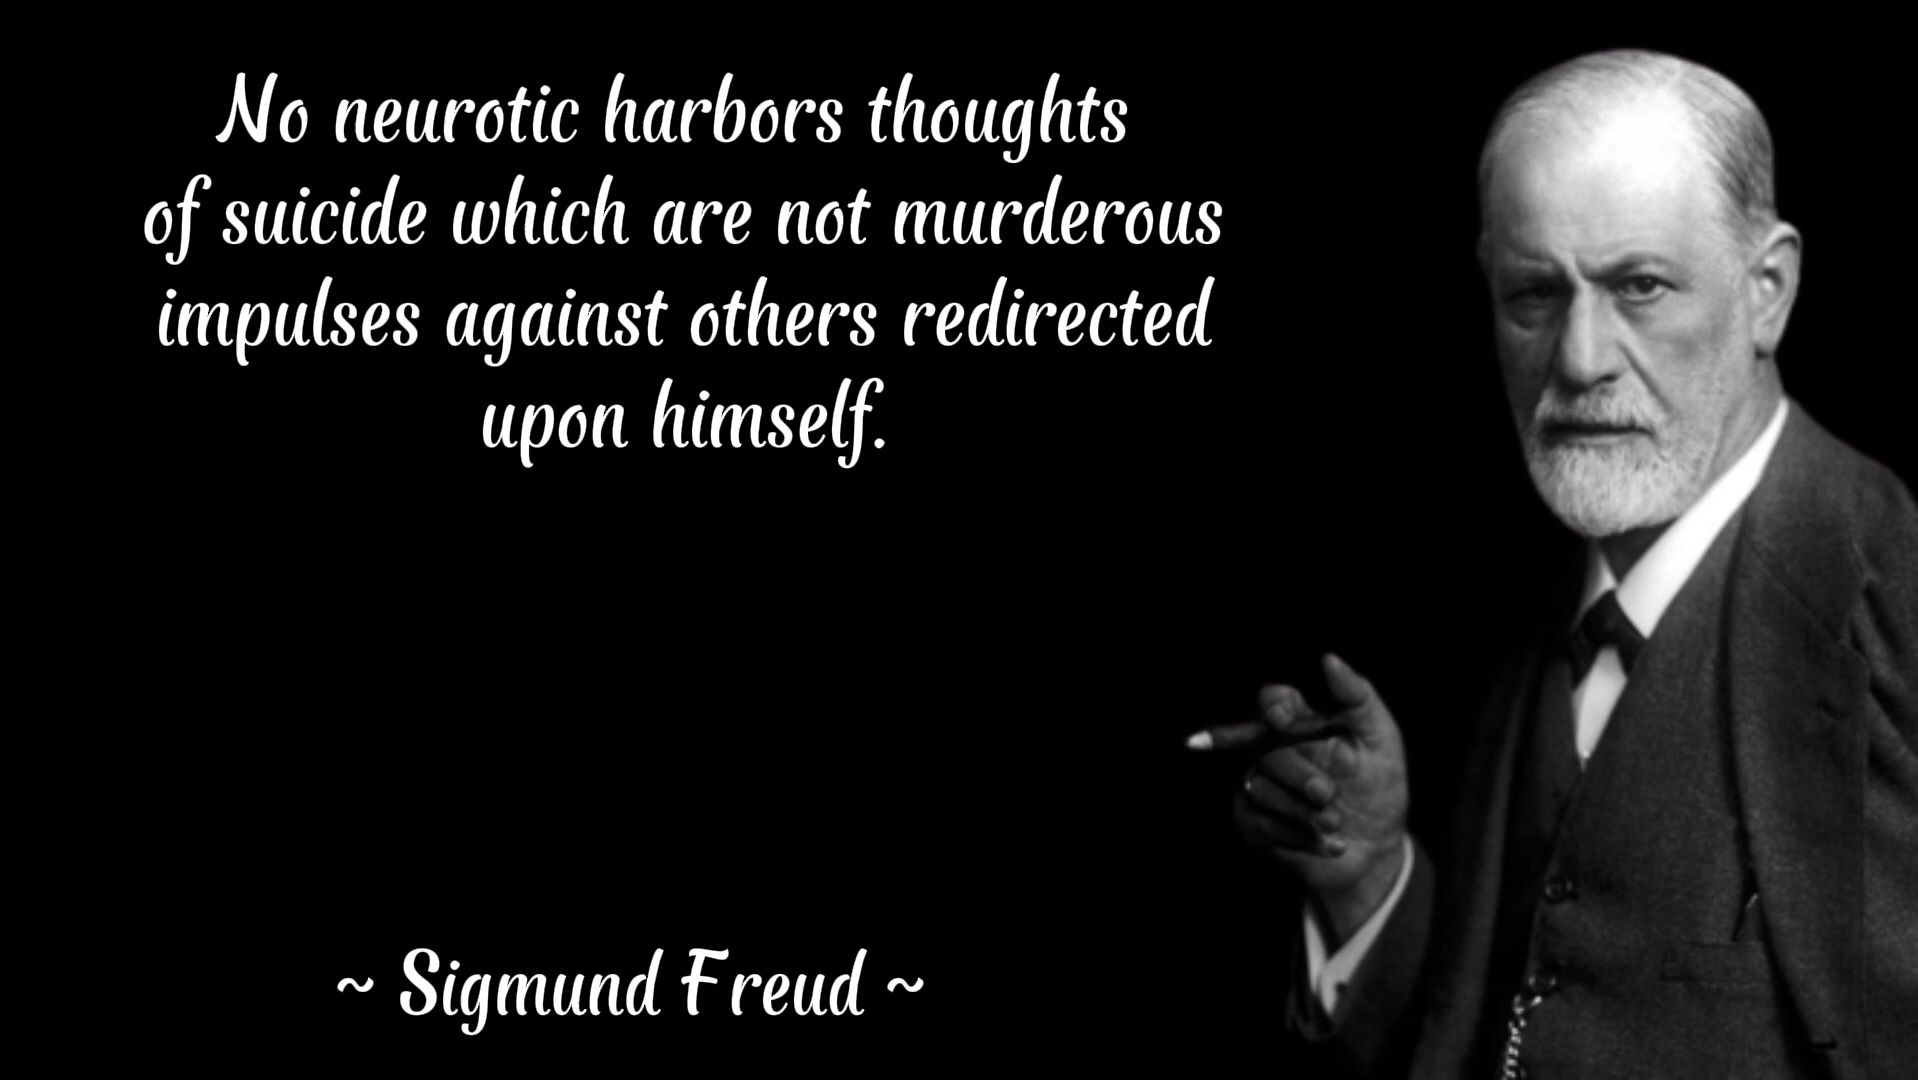 No neurotic harbors thoughts
of suicide which are not murderous
impulses against others redirected
upon himself.
~ Sigmund Freud ~